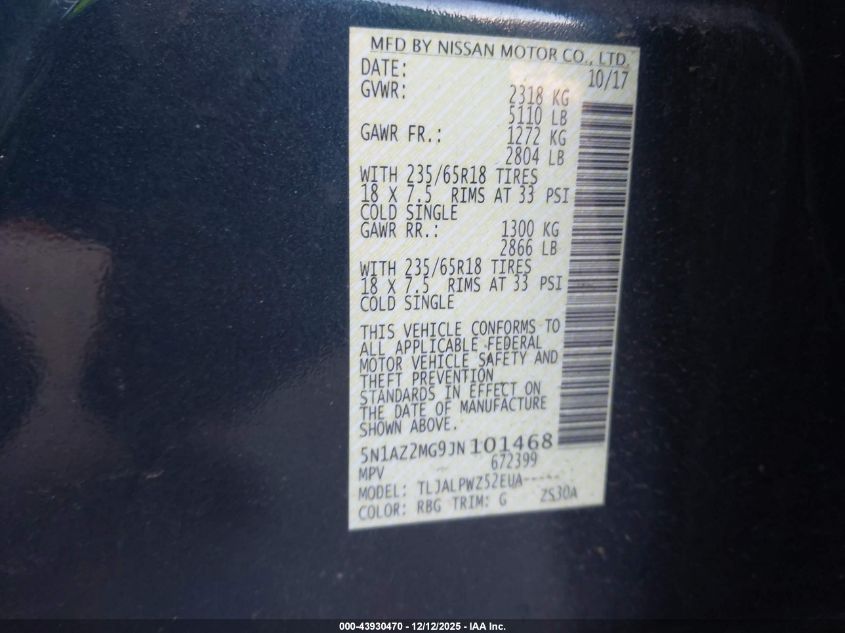 MFD BY NISSAN MOTOR CO., LTD.
DATE: 10/17
GVWR: 2318 KG
5110 LB
GAWR FR.: 1272 KG
2804 LB
WITH 235/65R18 TIRES
18 X 7.5 RIMS AT 33 PSI
COLD SINGLE
GAWR RR.: 1300 KG
2866 LB
WITH 235/65R18 TIRES
18 X 7.5 RIMS AT 33 PSI
COLD SINGLE
THIS VEHICLE CONFORMS TO
ALL APPLICABLE FEDERAL
MOTOR VEHICLE SAFETY AND
THEFT PREVENTION
STANDARDS IN EFFECT ON
THE DATE OF MANUFACTURE
SHOWN ABOVE.
5N1AZ2MG9JN101468
MPV 672399
MODEL: TLJALPWZ52EUA-----
COLOR: RBG TRIM: G ZS30A
000-43930470 - 12/12/2025 - IAA Inc.